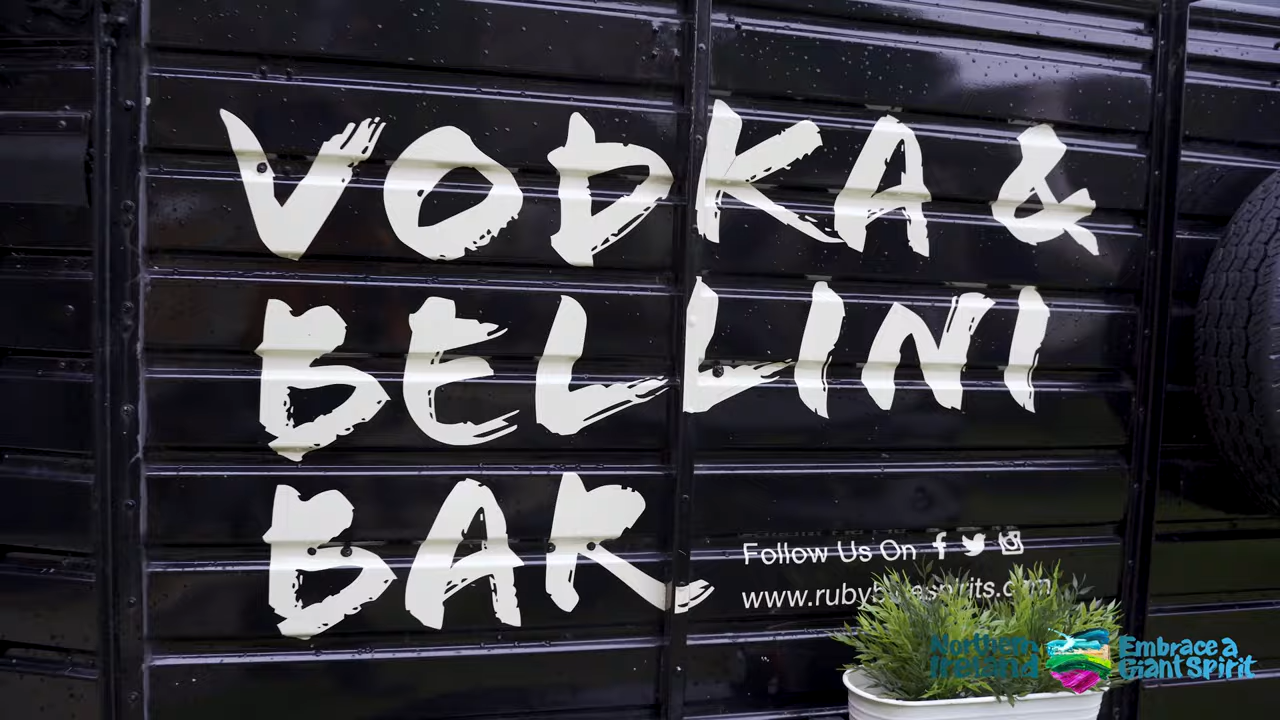 VODKA &
BELLINI
BAR
Follow Us On
Northern Ireland
Embrace a
Giant Spirit